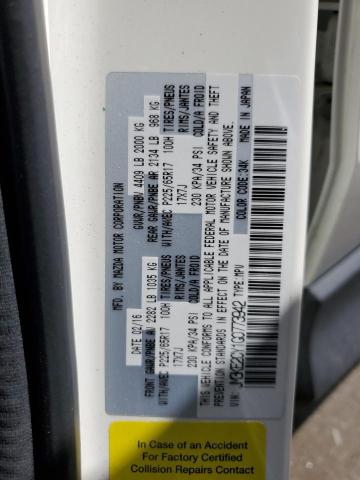 MFD. BY MAZDA MOTOR CORPORATION
02/16 GVWR/PNBV 4409 LB 2000 KG
FRONT GAWR/PNBE AV 2282 LB 1035 KG REAR GAWR/PNBE AR 2134 LB 968 KG
WITH/AVEC P225/65R17 100H TIRES/PNEUS WITH/AVEC P225/65R17 100H TIRES/PNEUS
17X7J RIMS/JANTES 17X7J RIMS/JANTES
230 KPA/34 PSI COLD/A FROID 230 KPA/34 PSI COLD/A FROID
THIS VEHICLE CONFORMS TO ALL APPLICABLE FEDERAL MOTOR VEHICLE SAFETY AND THEFT
PREVENTION STANDARDS IN EFFECT ON THE DATE OF MANUFACTURE SHOWN ABOVE.
VIN: JM3KE2CY1G0773942 TYPE:MPV COLOR CODE:34K MADE IN JAPAN
In Case of an Accident
For Certified
Collision Repairs Contact